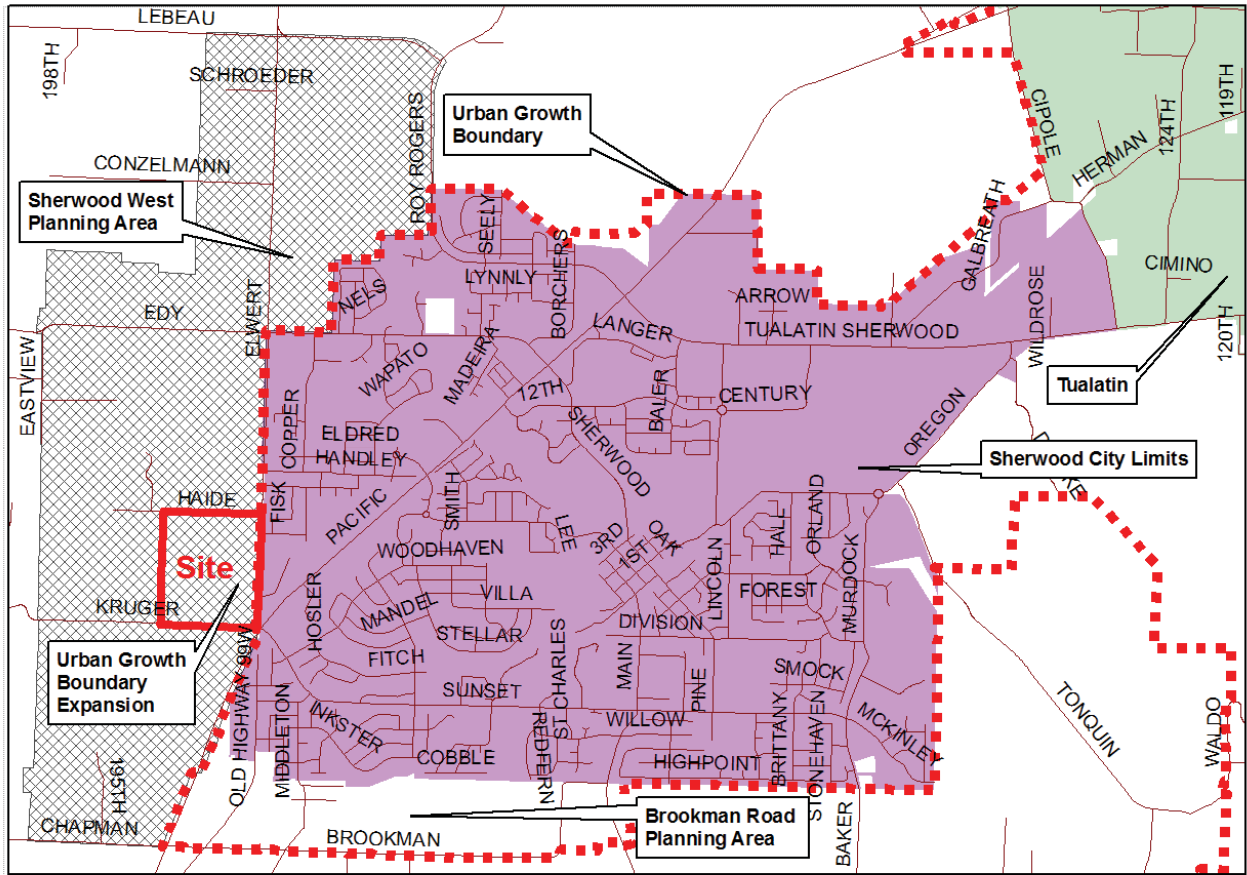 LEBEAU
198TH
SCHROEDER
CONZELMANN
ROY ROGERS
Urban Growth
Boundary
CIPOLE
HERMAN
124TH
119TH
Sherwood West
Planning Area
SEELY
BORCHERS
LYNNLY
NELS
GALBREATH
CIMINO
EDY
ELWERT
ARROW
LANGER
TUALATIN SHERWOOD
WILDROSE
120TH
EASTVIEW
WAPATO
MADEIRA
12TH
BALER
CENTURY
Tualatin
COPPER
ELDRED
HANDLEY
SHERWOOD
OREGON
Sherwood City Limits
HAIDE
FISK
PACIFIC
SMITH
LEE
3RD
1ST
OAK
LINCOLN
HALL
ORLAND
MURDOCK
Site
WOODHAVEN
KRUGER
HOSLER
MANDEL
VILLA
FOREST
STELLAR
DIVISION
Urban Growth
Boundary
Expansion
OLD HIGHWAY 99W
FITCH
ST CHARLES
MAIN
PINE
SMOCK
MIDDLETON
SUNSET
INKSTER
REDFERN
WILLOW
BRITTANY
STONEHAVEN
MCKINLEY
TONQUIN
WALDO
195TH
COBBLE
HIGHPOINT
CHAPMAN
BROOKMAN
Brookman Road
Planning Area
BAKER